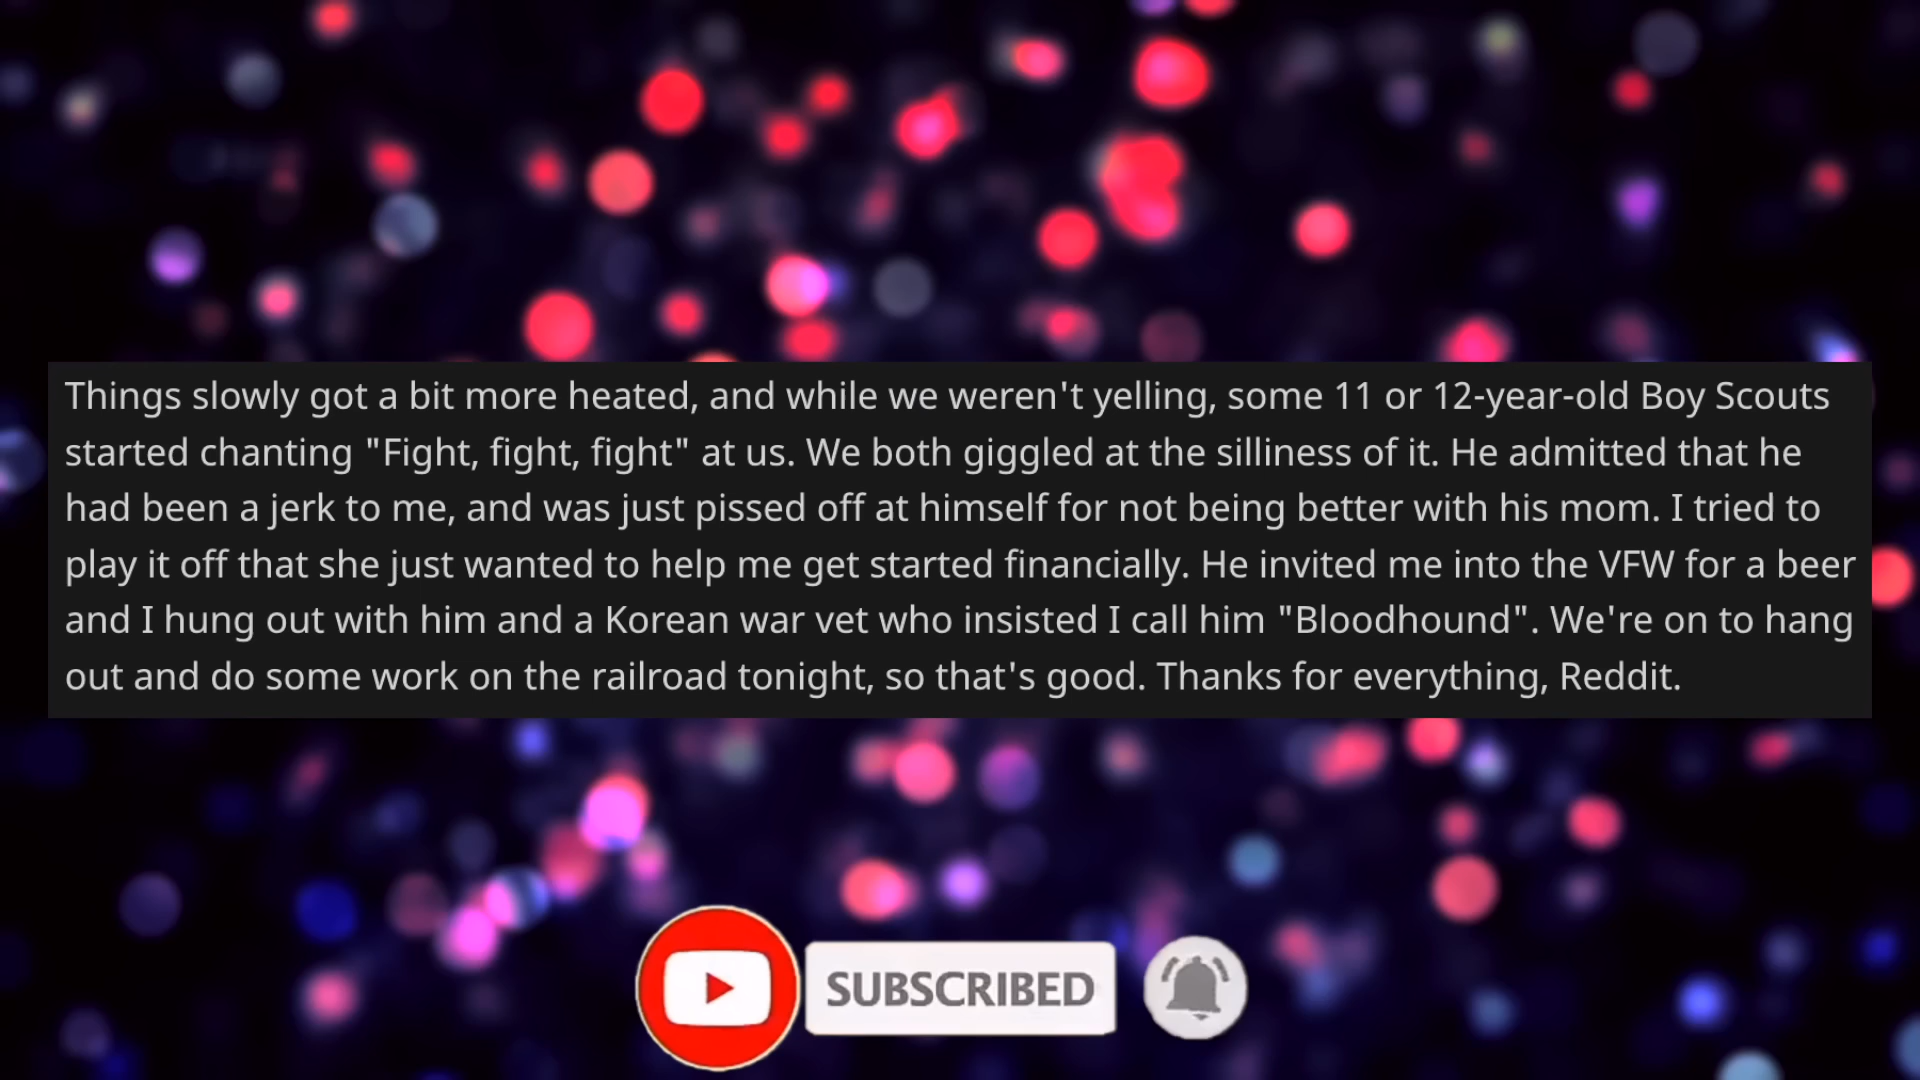 Things slowly got a bit more heated, and while we weren't yelling, some 11 or 12-year-old Boy Scouts
started chanting "Fight, fight, fight" at us. We both giggled at the silliness of it. He admitted that he
had been a jerk to me, and was just pissed off at himself for not being better with his mom. I tried to
play it off that she just wanted to help me get started financially. He invited me into the VFW for a beer
and I hung out with him and a Korean war vet who insisted I call him "Bloodhound". We're on to hang
out and do some work on the railroad tonight, so that's good. Thanks for everything, Reddit.
SUBSCRIBED